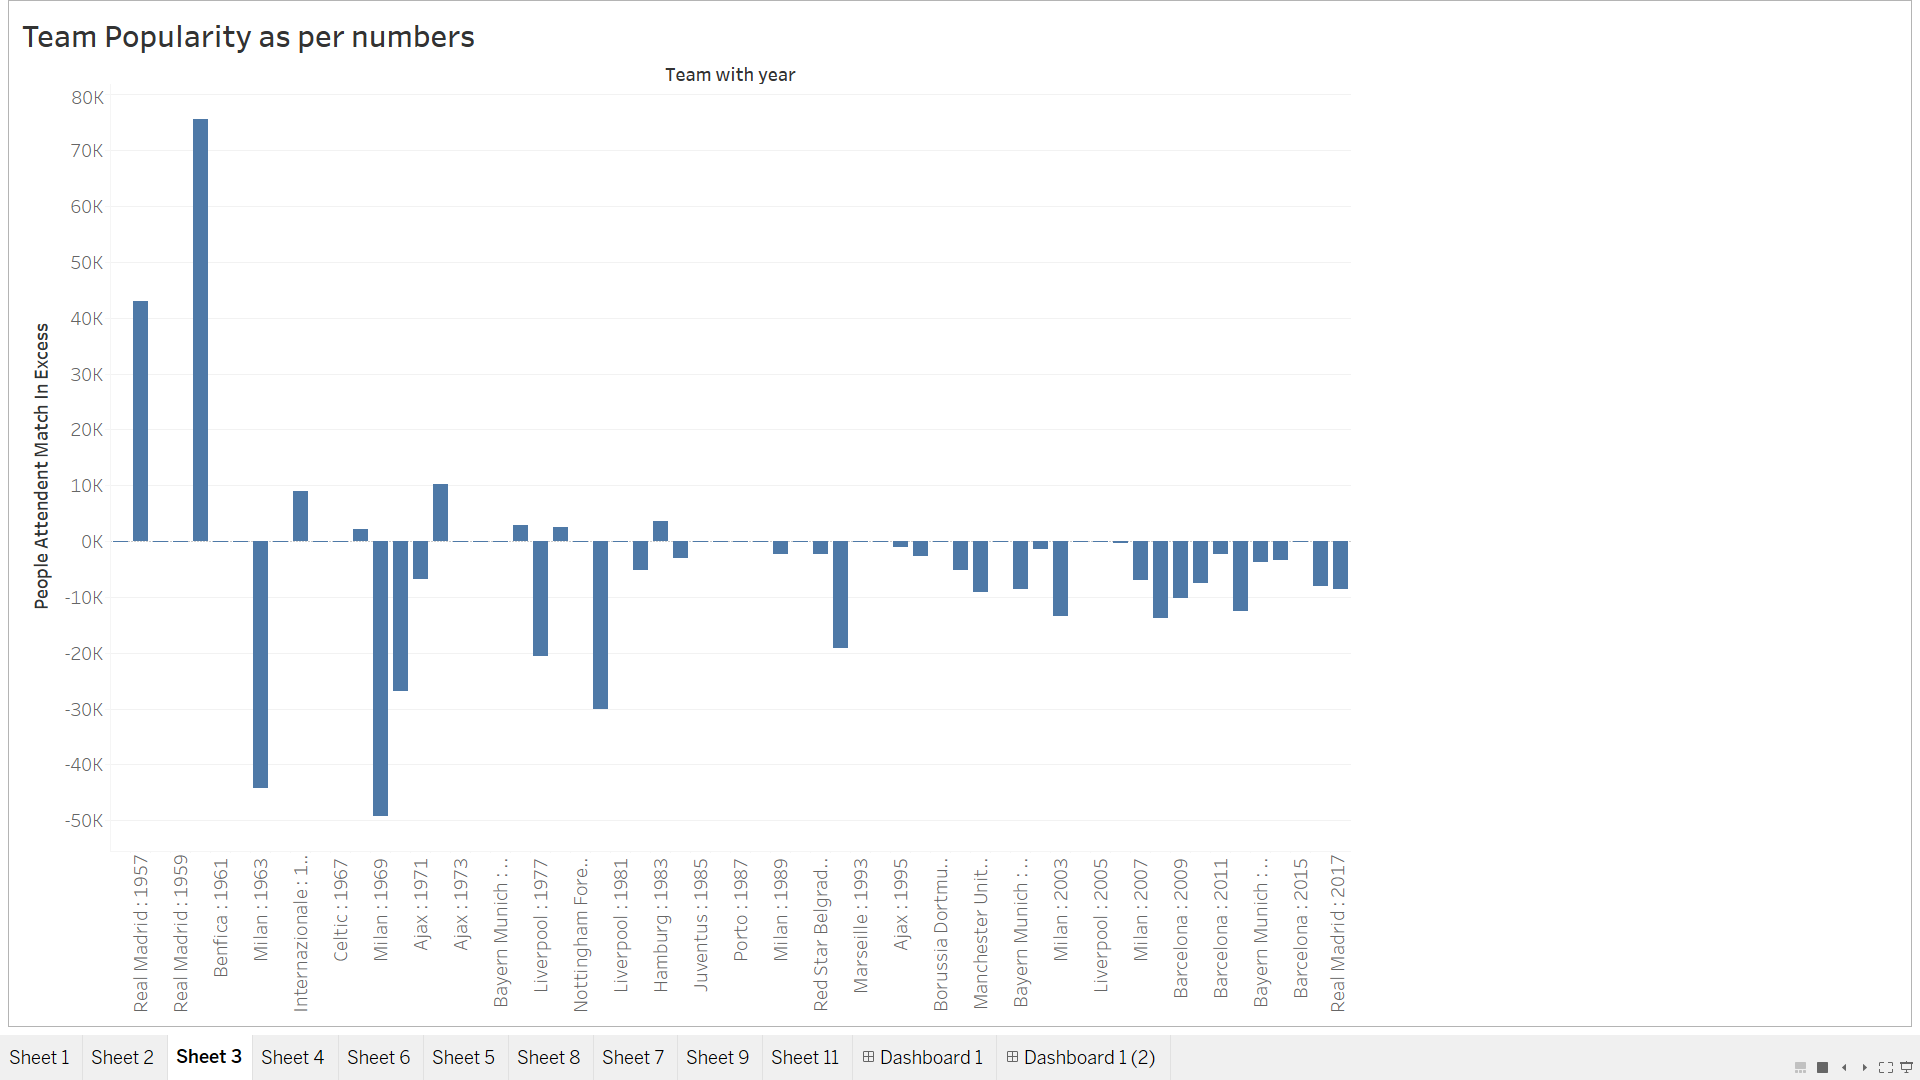 Team Popularity as per numbers
Team with year
People Attendent Match In Excess
80K
70K
60K
50K
40K
30K
20K
10K
0K
-10K
-20K
-30K
-40K
-50K
Real Madrid : 1957
Real Madrid : 1959
Benfica : 1961
Milan : 1963
Internazionale : 1..
Celtic : 1967
Milan : 1969
Ajax : 1971
Ajax : 1973
Bayern Munich : ..
Liverpool : 1977
Nottingham Fore..
Liverpool : 1981
Hamburg : 1983
Juventus : 1985
Porto : 1987
Milan : 1989
Red Star Belgrad..
Marseille : 1993
Ajax : 1995
Borussia Dortmu..
Manchester Unit..
Bayern Munich : ..
Milan : 2003
Liverpool : 2005
Milan : 2007
Barcelona : 2009
Barcelona : 2011
Bayern Munich : ..
Barcelona : 2015
Real Madrid : 2017
Sheet 1 Sheet 2 Sheet 3 Sheet 4 Sheet 6 Sheet 5 Sheet 8 Sheet 7 Sheet 9 Sheet 11 Dashboard 1 Dashboard 1 (2)